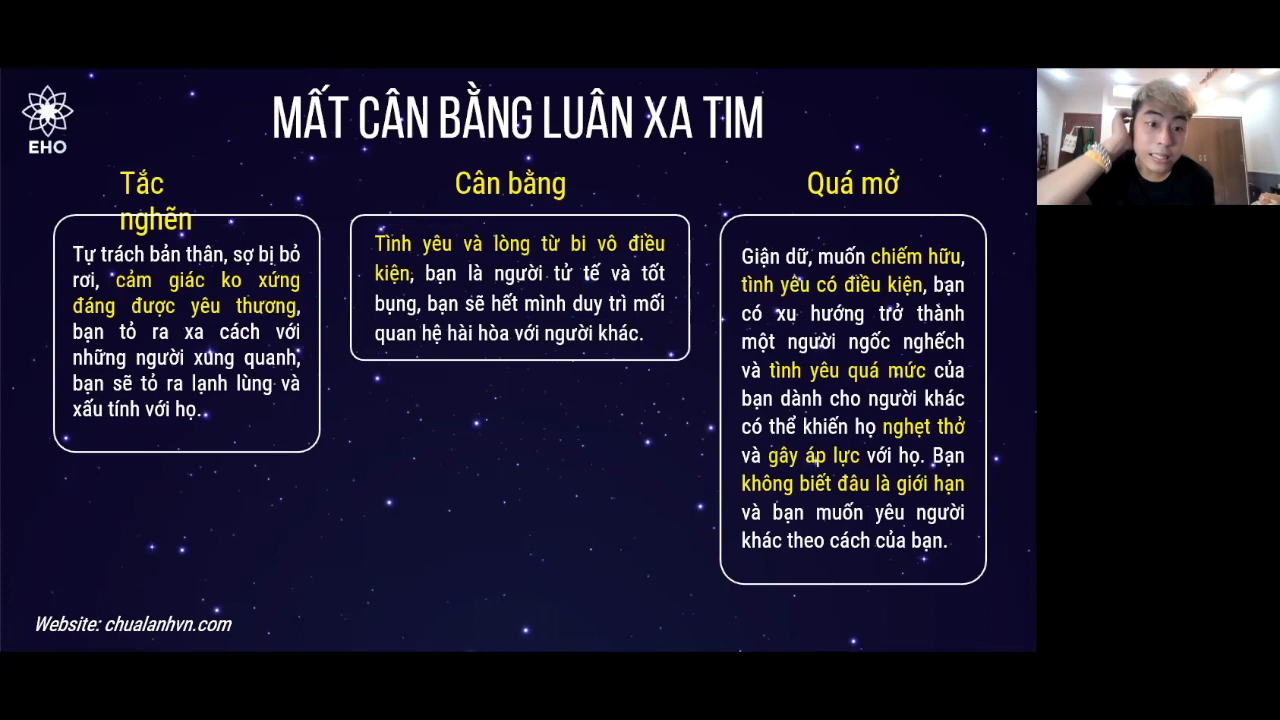 EHO
MẤT CÂN BẰNG LUÂN XA TIM
Tắc
nghẽn
Tự trách bản thân, sợ bị bỏ
rơi, cảm giác ko xứng
đáng được yêu thương,
bạn tỏ ra xa cách với
những người xung quanh,
bạn sẽ tỏ ra lạnh lùng và
xấu tính với họ.
Cân bằng
Tình yêu và lòng từ bi vô điều
kiện, bạn là người tử tế và tốt
bụng, bạn sẽ hết mình duy trì mối
quan hệ hài hòa với người khác.
Quá mở
Giận dữ, muốn chiếm hữu,
tình yêu có điều kiện, bạn
có xu hướng trở thành
một người ngốc nghếch
và tình yêu quá mức của
bạn dành cho người khác
có thể khiến họ nghẹt thở
và gây áp lực với họ. Bạn
không biết đâu là giới hạn
và bạn muốn yêu người
khác theo cách của bạn.
Website: chualanhvn.com